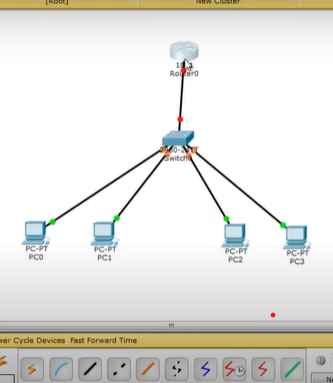 [Root]
New Cluster
Router0
Switch0
PC-PT
PC0
PC-PT
PC1
PC-PT
PC2
PC-PT
PC3
wer Cycle Devices Fast Forward Time